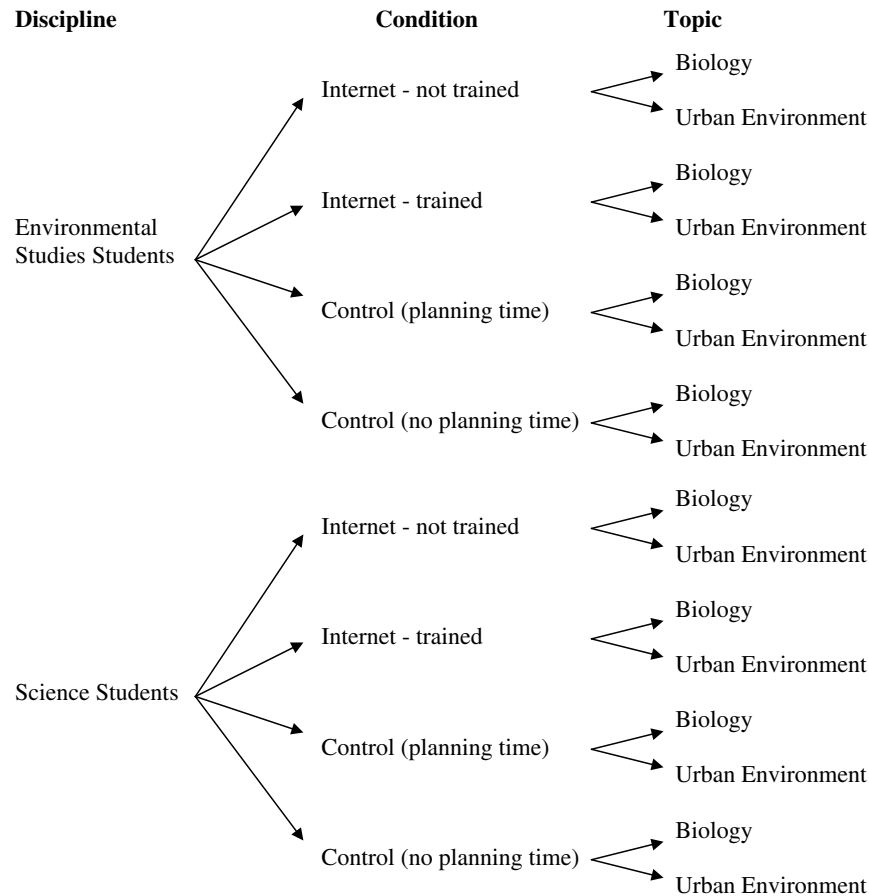 Discipline Condition Topic
Biology
Internet - not trained
Urban Environment
Biology
Internet - trained
Urban Environment
Environmental
Studies Students
Biology
Control (planning time)
Urban Environment
Biology
Control (no planning time)
Urban Environment
Biology
Internet - not trained
Urban Environment
Biology
Internet - trained
Urban Environment
Science Students
Biology
Control (planning time)
Urban Environment
Biology
Control (no planning time)
Urban Environment